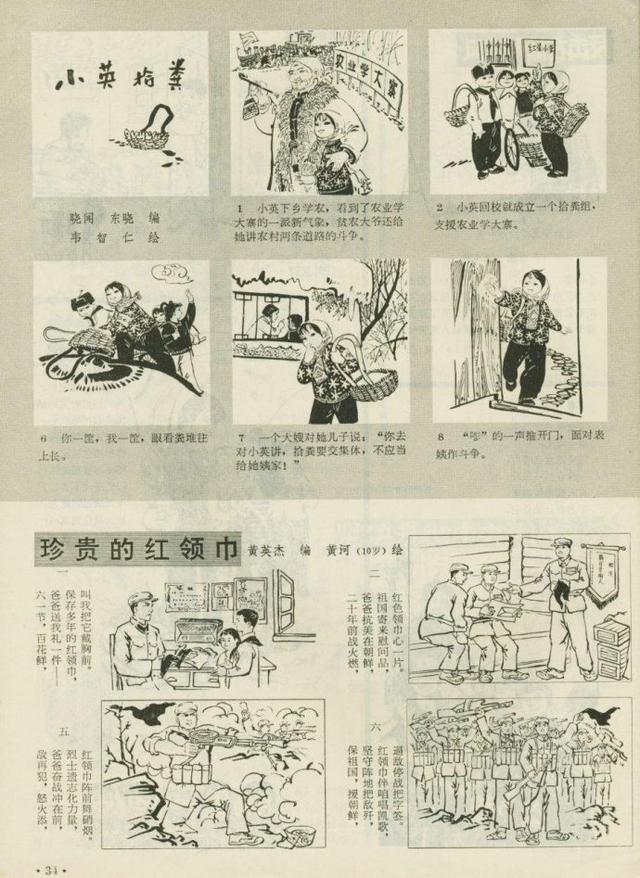 小英拾粪
晓闻 东晓 编
韦智仁 绘
农业学大寨
1 小英下乡学农，看到了农业学
大寨的一派新气象，贫农大爷还给
她讲农村两条道路的斗争。
2 小英回校就成立一个拾粪组，
支援农业学大寨。
6 你一筐，我一筐，眼看粪堆往
上长。
7 一个大嫂对她儿子说：“你去
对小英讲，拾粪要交集体，不应当
给她姨家！”
8 “嘭”的一声推开门，面对表
姨作斗争。
珍贵的红领巾 黄英杰 编 黄河（10岁）绘
一
六一节，百花鲜，
爸爸送我礼一件——
保存多年的红领巾，
叫我把它戴胸前。
二
二十年前战火燃，
爸爸抗美在朝鲜，
祖国寄来慰问品，
红色领巾心一片。
五
敌再犯，怒火添，
爸爸奋战冲在前，
烈士遗志化力量，
红领巾阵前舞硝烟。
六
保祖国，援朝鲜，
坚守阵地把敌歼，
红领巾伴咱唱凯歌，
逼敌停战把字签。
·34·